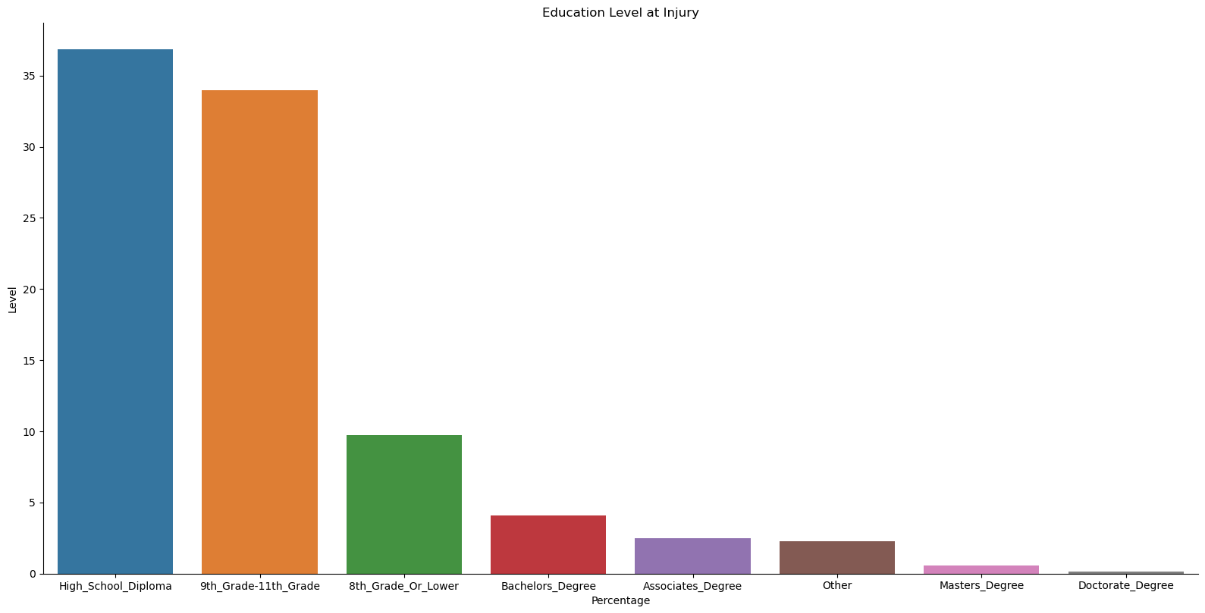 Education Level at Injury
Level
35
30
25
20
15
10
5
0
High_School_Diploma 9th_Grade-11th_Grade 8th_Grade_Or_Lower Bachelors_Degree Associates_Degree Other Masters_Degree Doctorate_Degree
Percentage